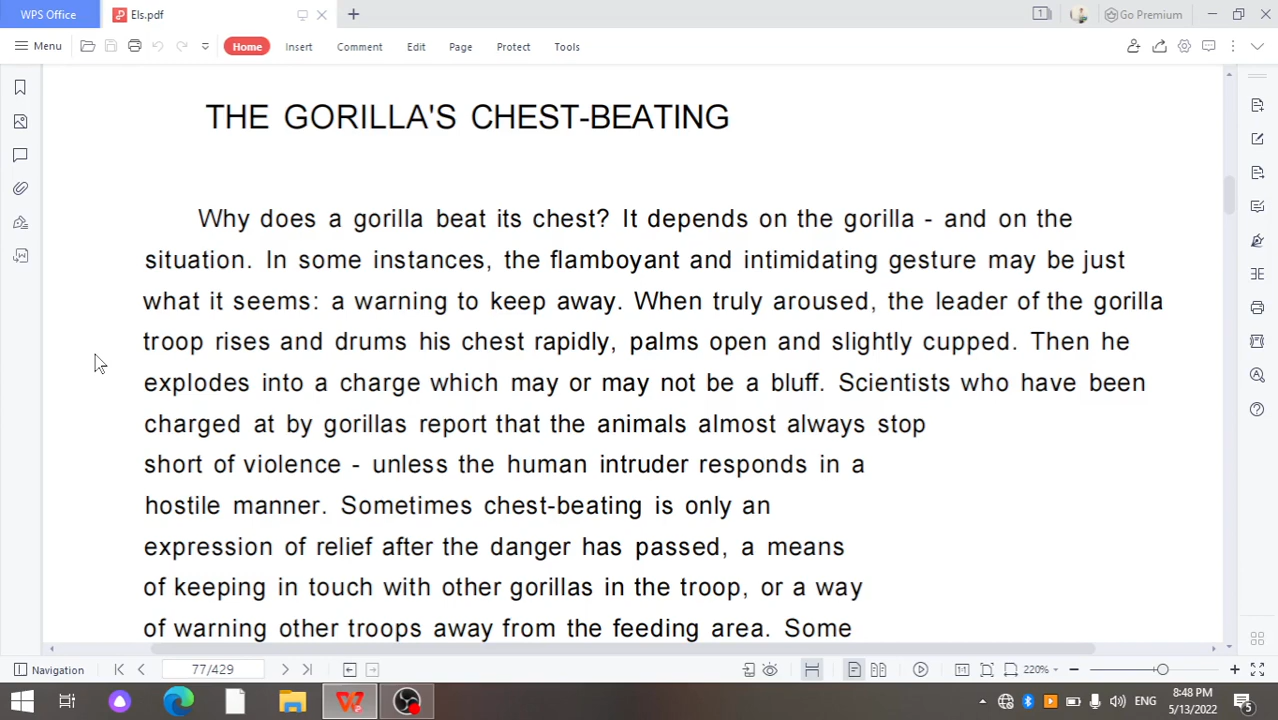 WPS Office
Els.pdf
1
Go Premium
Menu
Home
Insert
Comment
Edit
Page
Protect
Tools
THE GORILLA'S CHEST-BEATING
Why does a gorilla beat its chest? It depends on the gorilla - and on the
situation. In some instances, the flamboyant and intimidating gesture may be just
what it seems: a warning to keep away. When truly aroused, the leader of the gorilla
troop rises and drums his chest rapidly, palms open and slightly cupped. Then he
explodes into a charge which may or may not be a bluff. Scientists who have been
charged at by gorillas report that the animals almost always stop
short of violence - unless the human intruder responds in a
hostile manner. Sometimes chest-beating is only an
expression of relief after the danger has passed, a means
of keeping in touch with other gorillas in the troop, or a way
of warning other troops away from the feeding area. Some
Navigation
77/429
220%
ENG
8:48 PM
5/13/2022
5